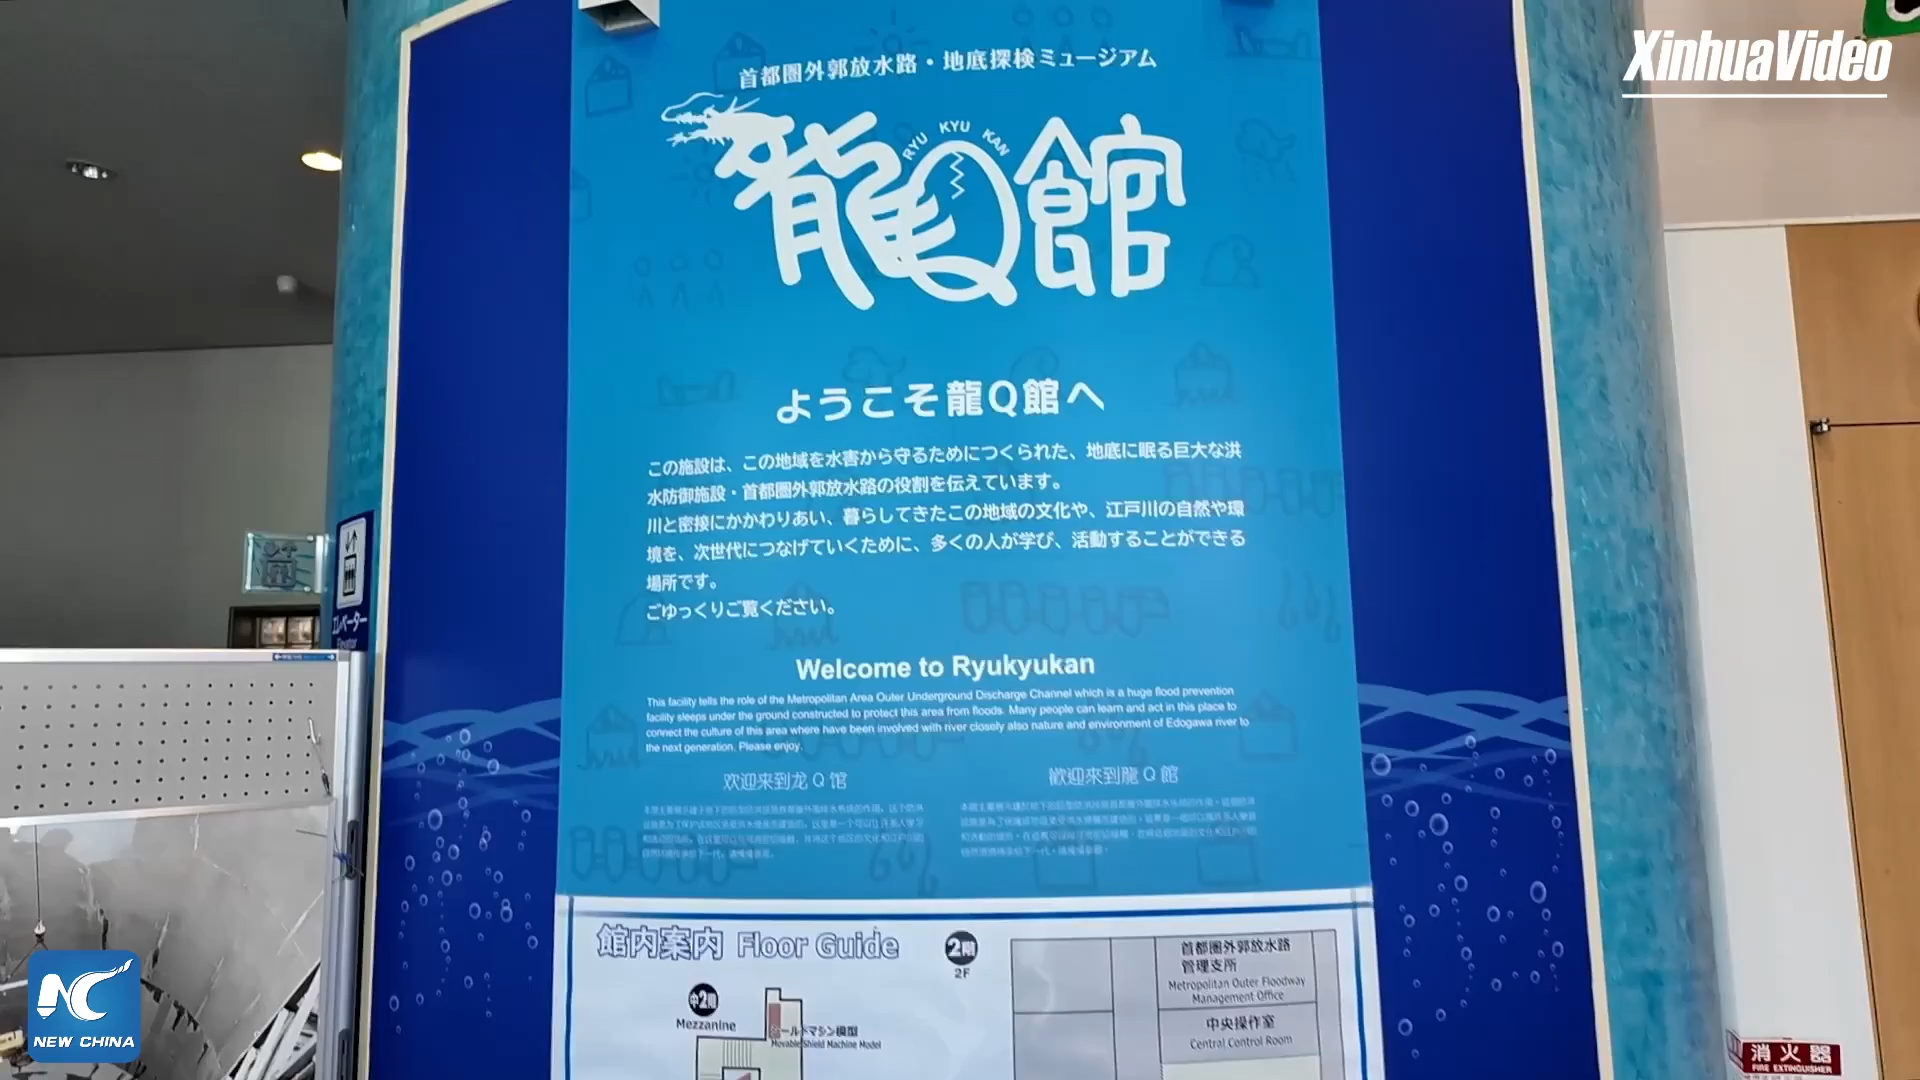 XinhuaVideo
首都圏外郭放水路・地底探検ミュージアム
RYU KYU KAN
龍Q館
ようこそ龍Q館へ
この施設は、この地域を水害から守るためにつくられた、地底に眠る巨大な洪
水防御施設・首都圏外郭放水路の役割を伝えています。
川と密接にかかわりあい、暮らしてきたこの地域の文化や、江戸川の自然や環
境を、次世代につなげていくために、多くの人が学び、活動することができる
場所です。
ごゆっくりご覧ください。
Welcome to Ryukyukan
This facility tells the role of the Metropolitan Area Outer Underground Discharge Channel which is a huge flood prevention
facility sleeps under the ground constructed to protect this area from floods. Many people can learn and act in this place to
connect the culture of this area where have been involved with river closely also nature and environment of Edogawa river to
the next generation. Please enjoy.
欢迎来到龙Q馆
歡迎來到龍Q館
館内案内 Floor Guide
2階
2F
中2階
Mezzanine
シールドマシン模型
Movable Shield Machine Model
首都圏外郭放水路
管理支所
Metropolitan Outer Floodway
Management Office
中央操作室
Central Control Room
エレベーター
Elevator
消火器
FIRE EXTINGUISHER
NC
NEW CHINA